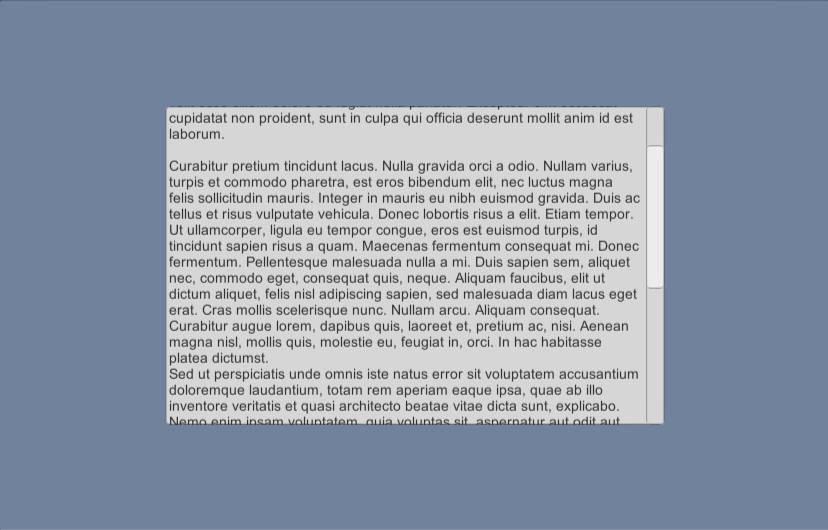 cupidatat non proident, sunt in culpa qui officia deserunt mollit anim id est
laborum.
Curabitur pretium tincidunt lacus. Nulla gravida orci a odio. Nullam varius,
turpis et commodo pharetra, est eros bibendum elit, nec luctus magna
felis sollicitudin mauris. Integer in mauris eu nibh euismod gravida. Duis ac
tellus et risus vulputate vehicula. Donec lobortis risus a elit. Etiam tempor.
Ut ullamcorper, ligula eu tempor congue, eros est euismod turpis, id
tincidunt sapien risus a quam. Maecenas fermentum consequat mi. Donec
fermentum. Pellentesque malesuada nulla a mi. Duis sapien sem, aliquet
nec, commodo eget, consequat quis, neque. Aliquam faucibus, elit ut
dictum aliquet, felis nisl adipiscing sapien, sed malesuada diam lacus eget
erat. Cras mollis scelerisque nunc. Nullam arcu. Aliquam consequat.
Curabitur augue lorem, dapibus quis, laoreet et, pretium ac, nisi. Aenean
magna nisl, mollis quis, molestie eu, feugiat in, orci. In hac habitasse
platea dictumst.
Sed ut perspiciatis unde omnis iste natus error sit voluptatem accusantium
doloremque laudantium, totam rem aperiam eaque ipsa, quae ab illo
inventore veritatis et quasi architecto beatae vitae dicta sunt, explicabo.
Nemo enim ipsam voluptatem, quia voluptas sit, aspernatur aut odit aut